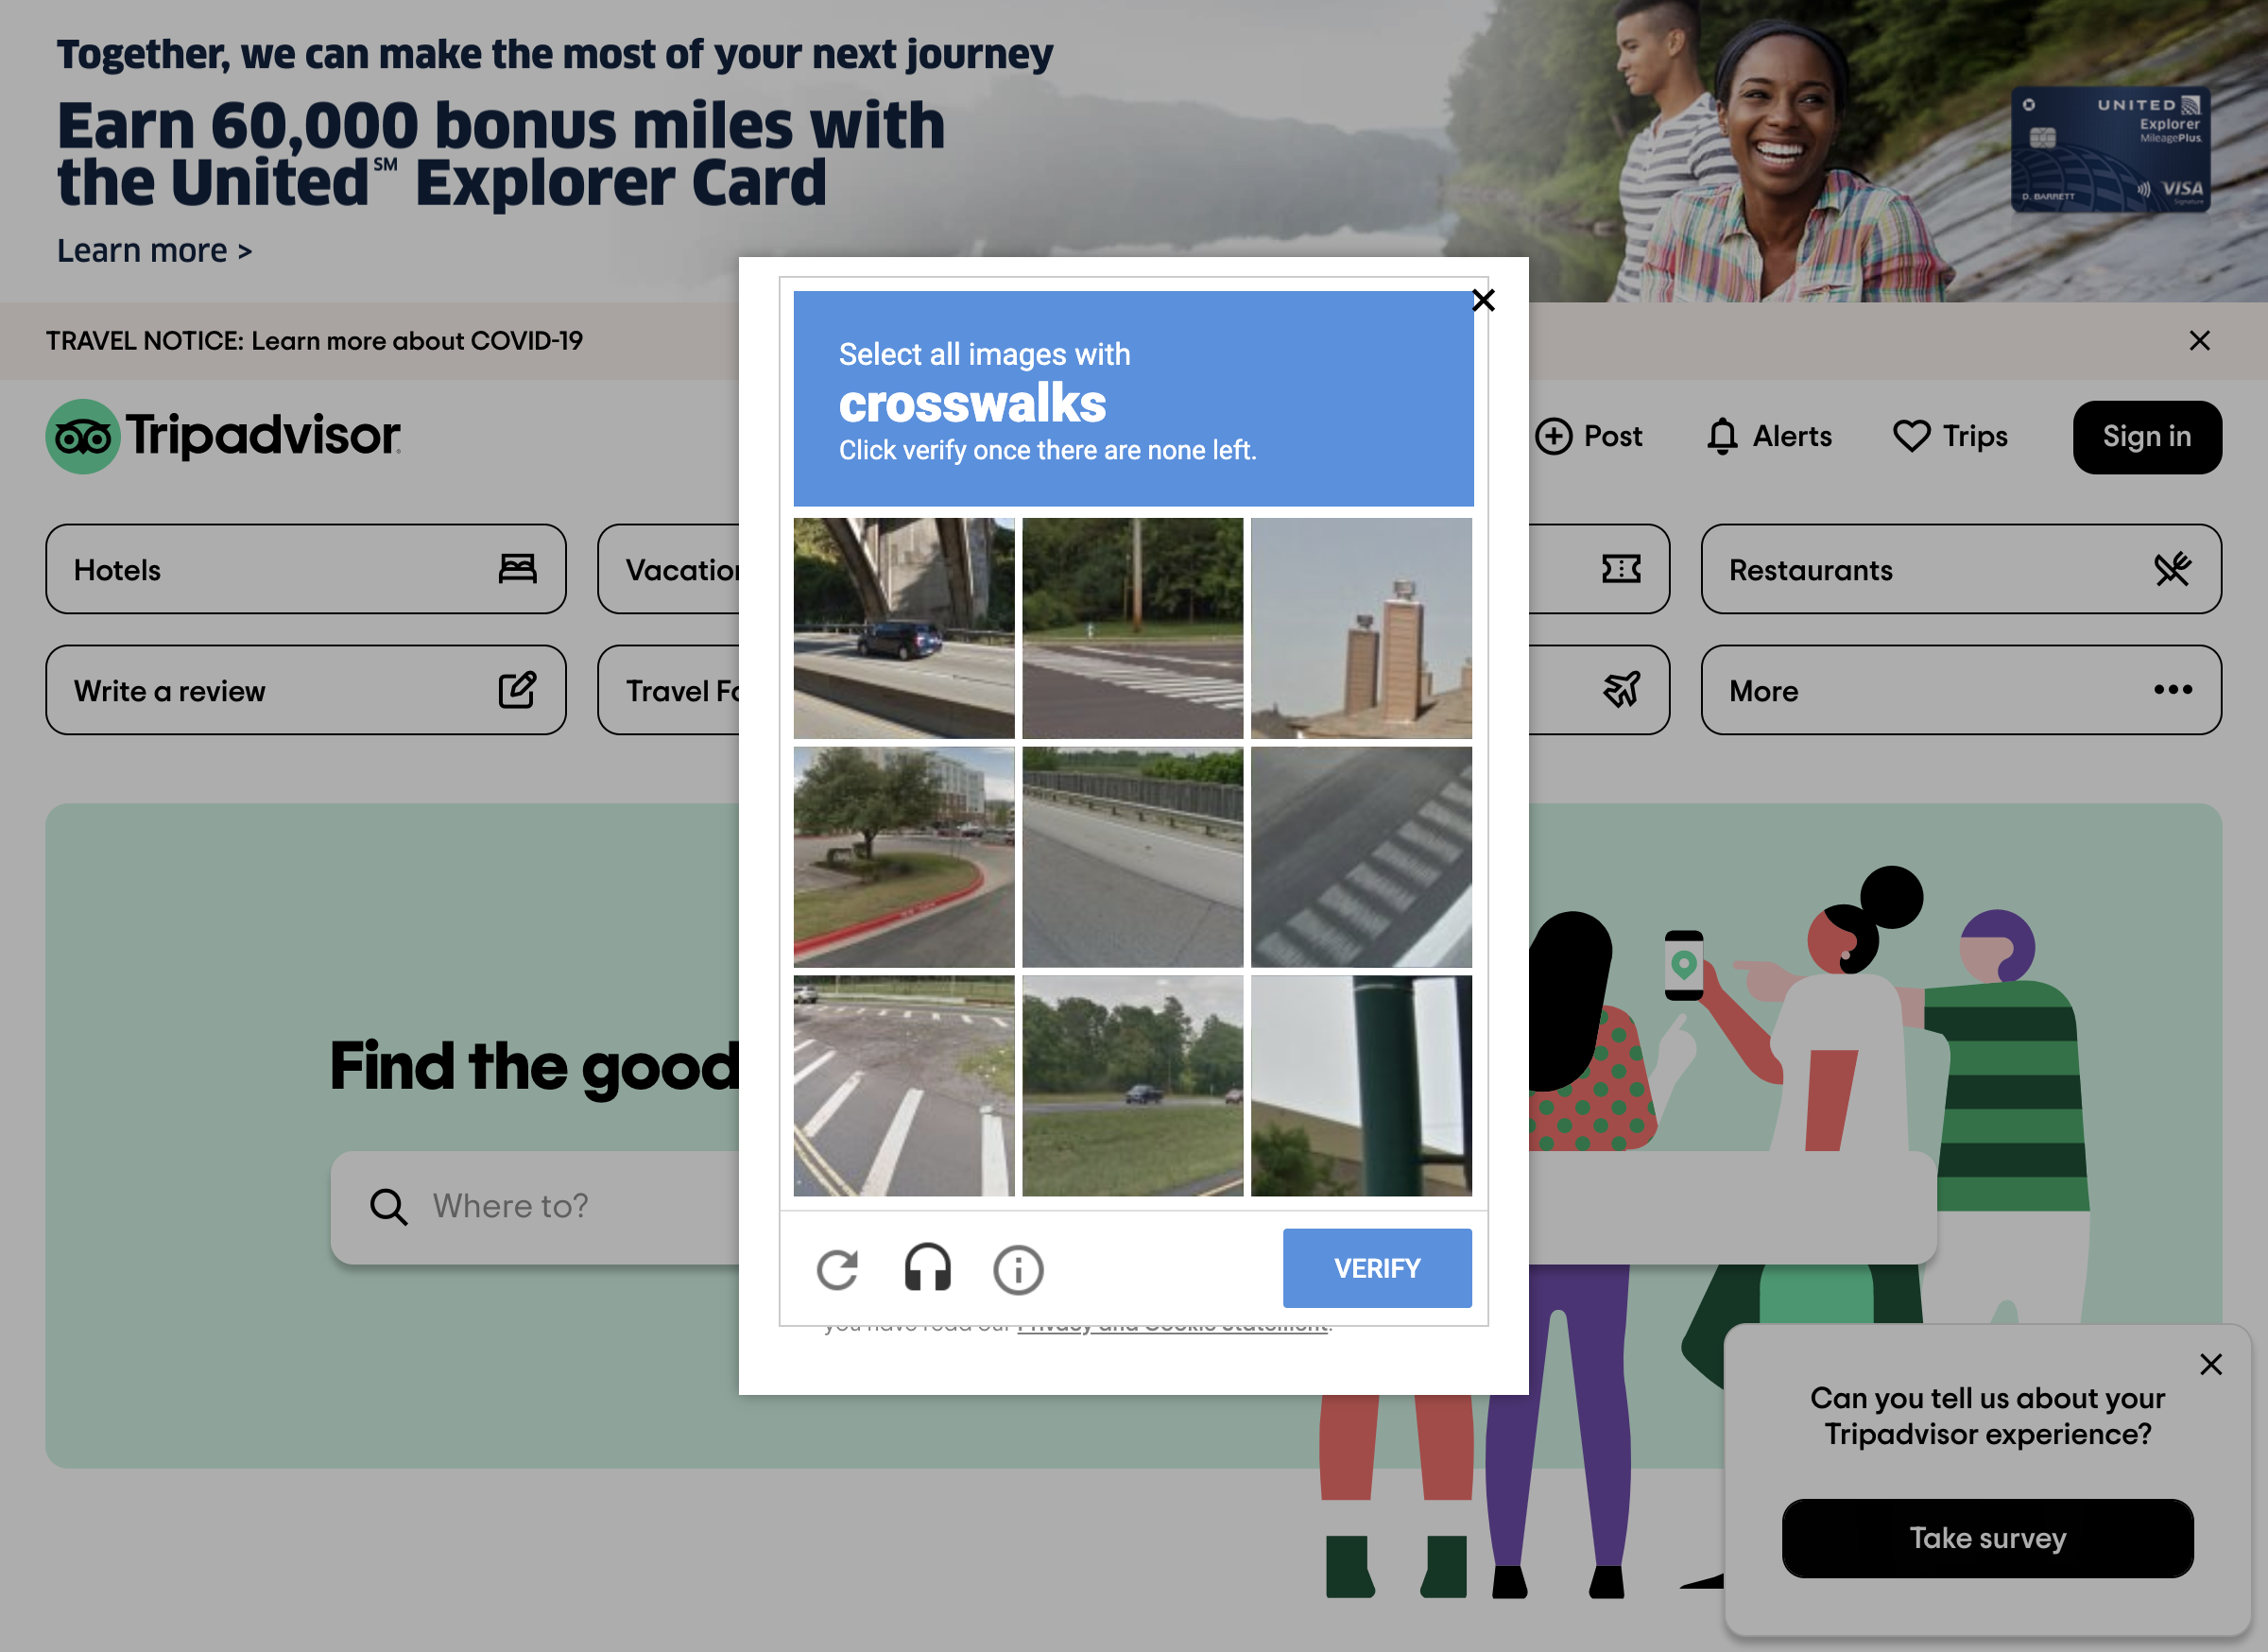 Together, we can make the most of your next journey
Earn 60,000 bonus miles with
the United℠ Explorer Card
Learn more >
UNITED
Explorer
MileagePlus
D. BARRETT
VISA
Signature
TRAVEL NOTICE: Learn more about COVID-19
Tripadvisor
Post
Alerts
Trips
Sign in
Select all images with
crosswalks
Click verify once there are none left.
Hotels
Restaurants
Write a review
More
Find the good
Where to?
VERIFY
you have read our Privacy and Cookie Statement.
Can you tell us about your
Tripadvisor experience?
Take survey